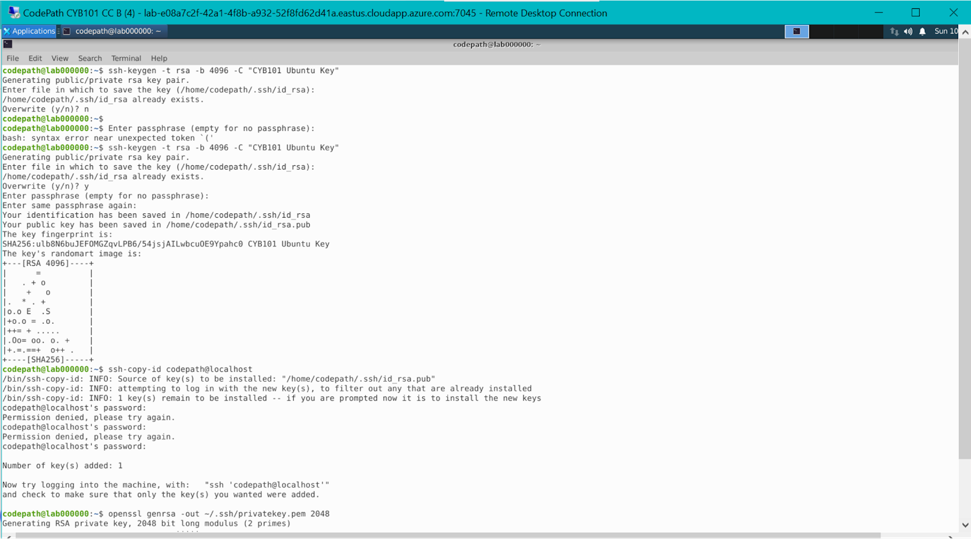 CodePath CYB101 CC B (4) - lab-e08a7c2f-42a1-4f8b-a932-52f8fd62d41a.eastus.cloudapp.azure.com:7045 - Remote Desktop Connection
Applications : codepath@lab000000: ~ Sun 10
codepath@lab000000: ~
File Edit View Search Terminal Help
codepath@lab000000:~$ ssh-keygen -t rsa -b 4096 -C "CYB101 Ubuntu Key"
Generating public/private rsa key pair.
Enter file in which to save the key (/home/codepath/.ssh/id_rsa):
/home/codepath/.ssh/id_rsa already exists.
Overwrite (y/n)? n
codepath@lab000000:~$
codepath@lab000000:~$ Enter passphrase (empty for no passphrase):
bash: syntax error near unexpected token `('
codepath@lab000000:~$ ssh-keygen -t rsa -b 4096 -C "CYB101 Ubuntu Key"
Generating public/private rsa key pair.
Enter file in which to save the key (/home/codepath/.ssh/id_rsa):
/home/codepath/.ssh/id_rsa already exists.
Overwrite (y/n)? y
Enter passphrase (empty for no passphrase):
Enter same passphrase again:
Your identification has been saved in /home/codepath/.ssh/id_rsa
Your public key has been saved in /home/codepath/.ssh/id_rsa.pub
The key fingerprint is:
SHA256:ulb8N6buJEFOMGZqvLPB6/54jsjAILwbcuOE9Ypahc0 CYB101 Ubuntu Key
The key's randomart image is:
+---[RSA 4096]----+
|      =          |
|   . + o         |
|    +   o        |
|.  * . +         |
|o.o E  .S        |
|+o.o = .o.       |
|++= + .....      |
|.Oo= oo. o. +    |
|+.=.==+  o++ .   |
+----[SHA256]-----+
codepath@lab000000:~$ ssh-copy-id codepath@localhost
/bin/ssh-copy-id: INFO: Source of key(s) to be installed: "/home/codepath/.ssh/id_rsa.pub"
/bin/ssh-copy-id: INFO: attempting to log in with the new key(s), to filter out any that are already installed
/bin/ssh-copy-id: INFO: 1 key(s) remain to be installed -- if you are prompted now it is to install the new keys
codepath@localhost's password:
Permission denied, please try again.
codepath@localhost's password:
Permission denied, please try again.
codepath@localhost's password:
Number of key(s) added: 1
Now try logging into the machine, with:   "ssh 'codepath@localhost'"
and check to make sure that only the key(s) you wanted were added.
codepath@lab000000:~$ openssl genrsa -out ~/.ssh/privatekey.pem 2048
Generating RSA private key, 2048 bit long modulus (2 primes)